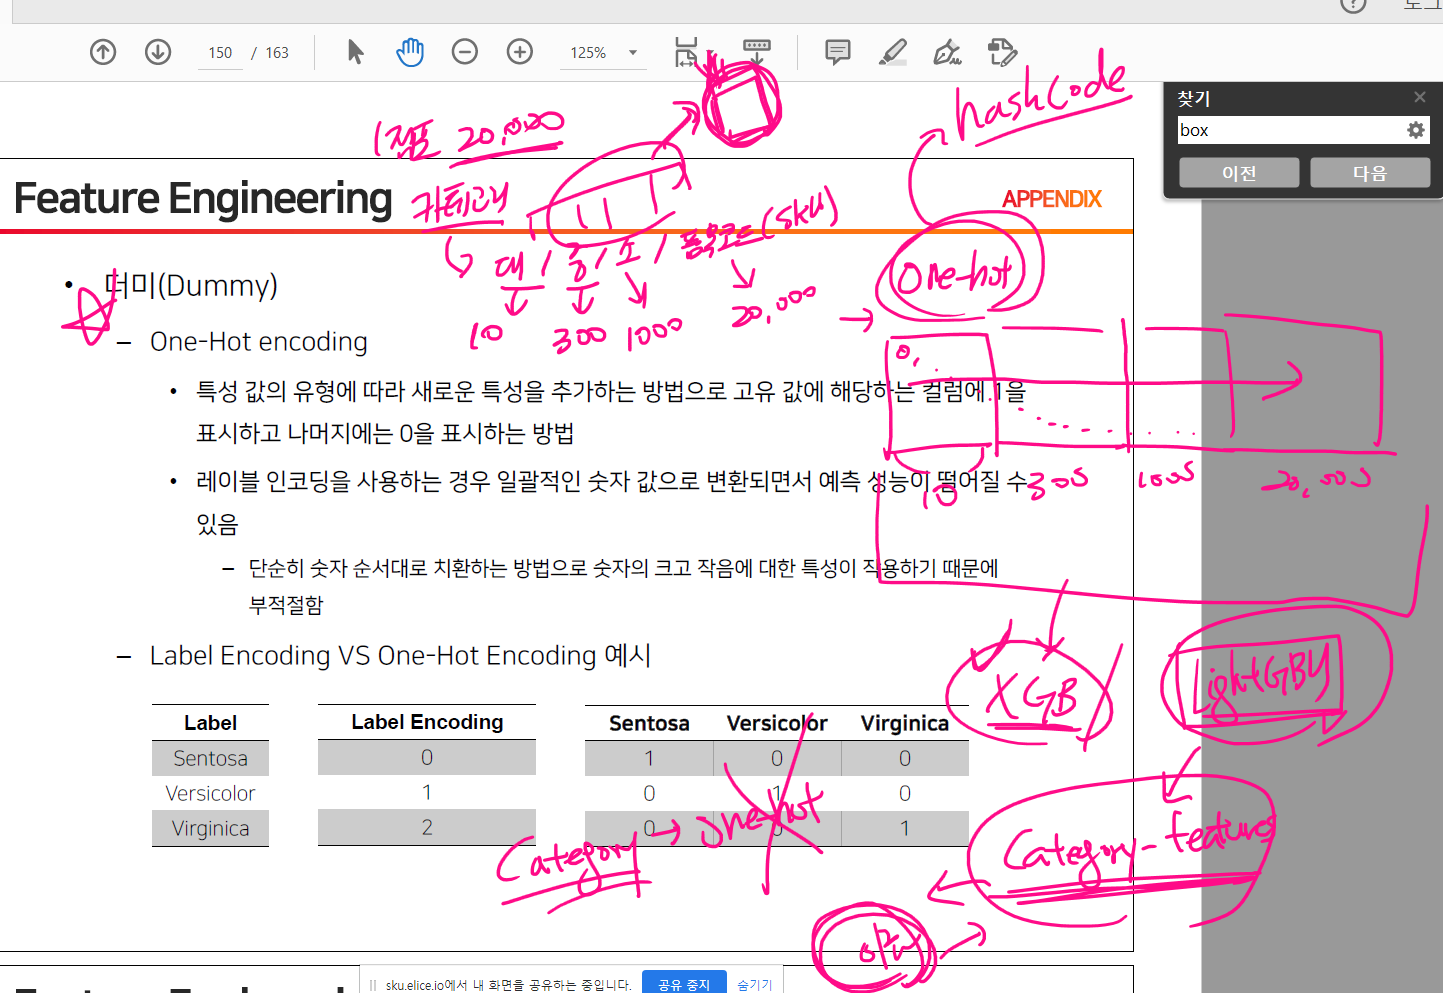 로그
150 / 163
125%
찾기
box
이전
다음
hashCode
1점포 20,000
Feature Engineering
카테고리
APPENDIX
대 / 중 / 소 / 품목코드(SKU)
10
300
1000
20,000
one-hot
• 더미(Dummy)
– One-Hot encoding
0,
• 특성 값의 유형에 따라 새로운 특성을 추가하는 방법으로 고유 값에 해당하는 컬럼에 1을
표시하고 나머지에는 0을 표시하는 방법
• 레이블 인코딩을 사용하는 경우 일괄적인 숫자 값으로 변환되면서 예측 성능이 떨어질 수
있음
10
300s
1000s
20,000s
– 단순히 숫자 순서대로 치환하는 방법으로 숫자의 크고 작음에 대한 특성이 작용하기 때문에
부적절함
– Label Encoding VS One-Hot Encoding 예시
XGB
LightGBM
Label
Label Encoding
Sentosa Versicolor Virginica
Sentosa 0 1 0 0
Versicolor 1 0 1 0
Virginica 2 0 0 1
Category → one-hot
Category-features
sku.elice.io에서 내 화면을 공유하는 중입니다.
공유 중지
숨기기